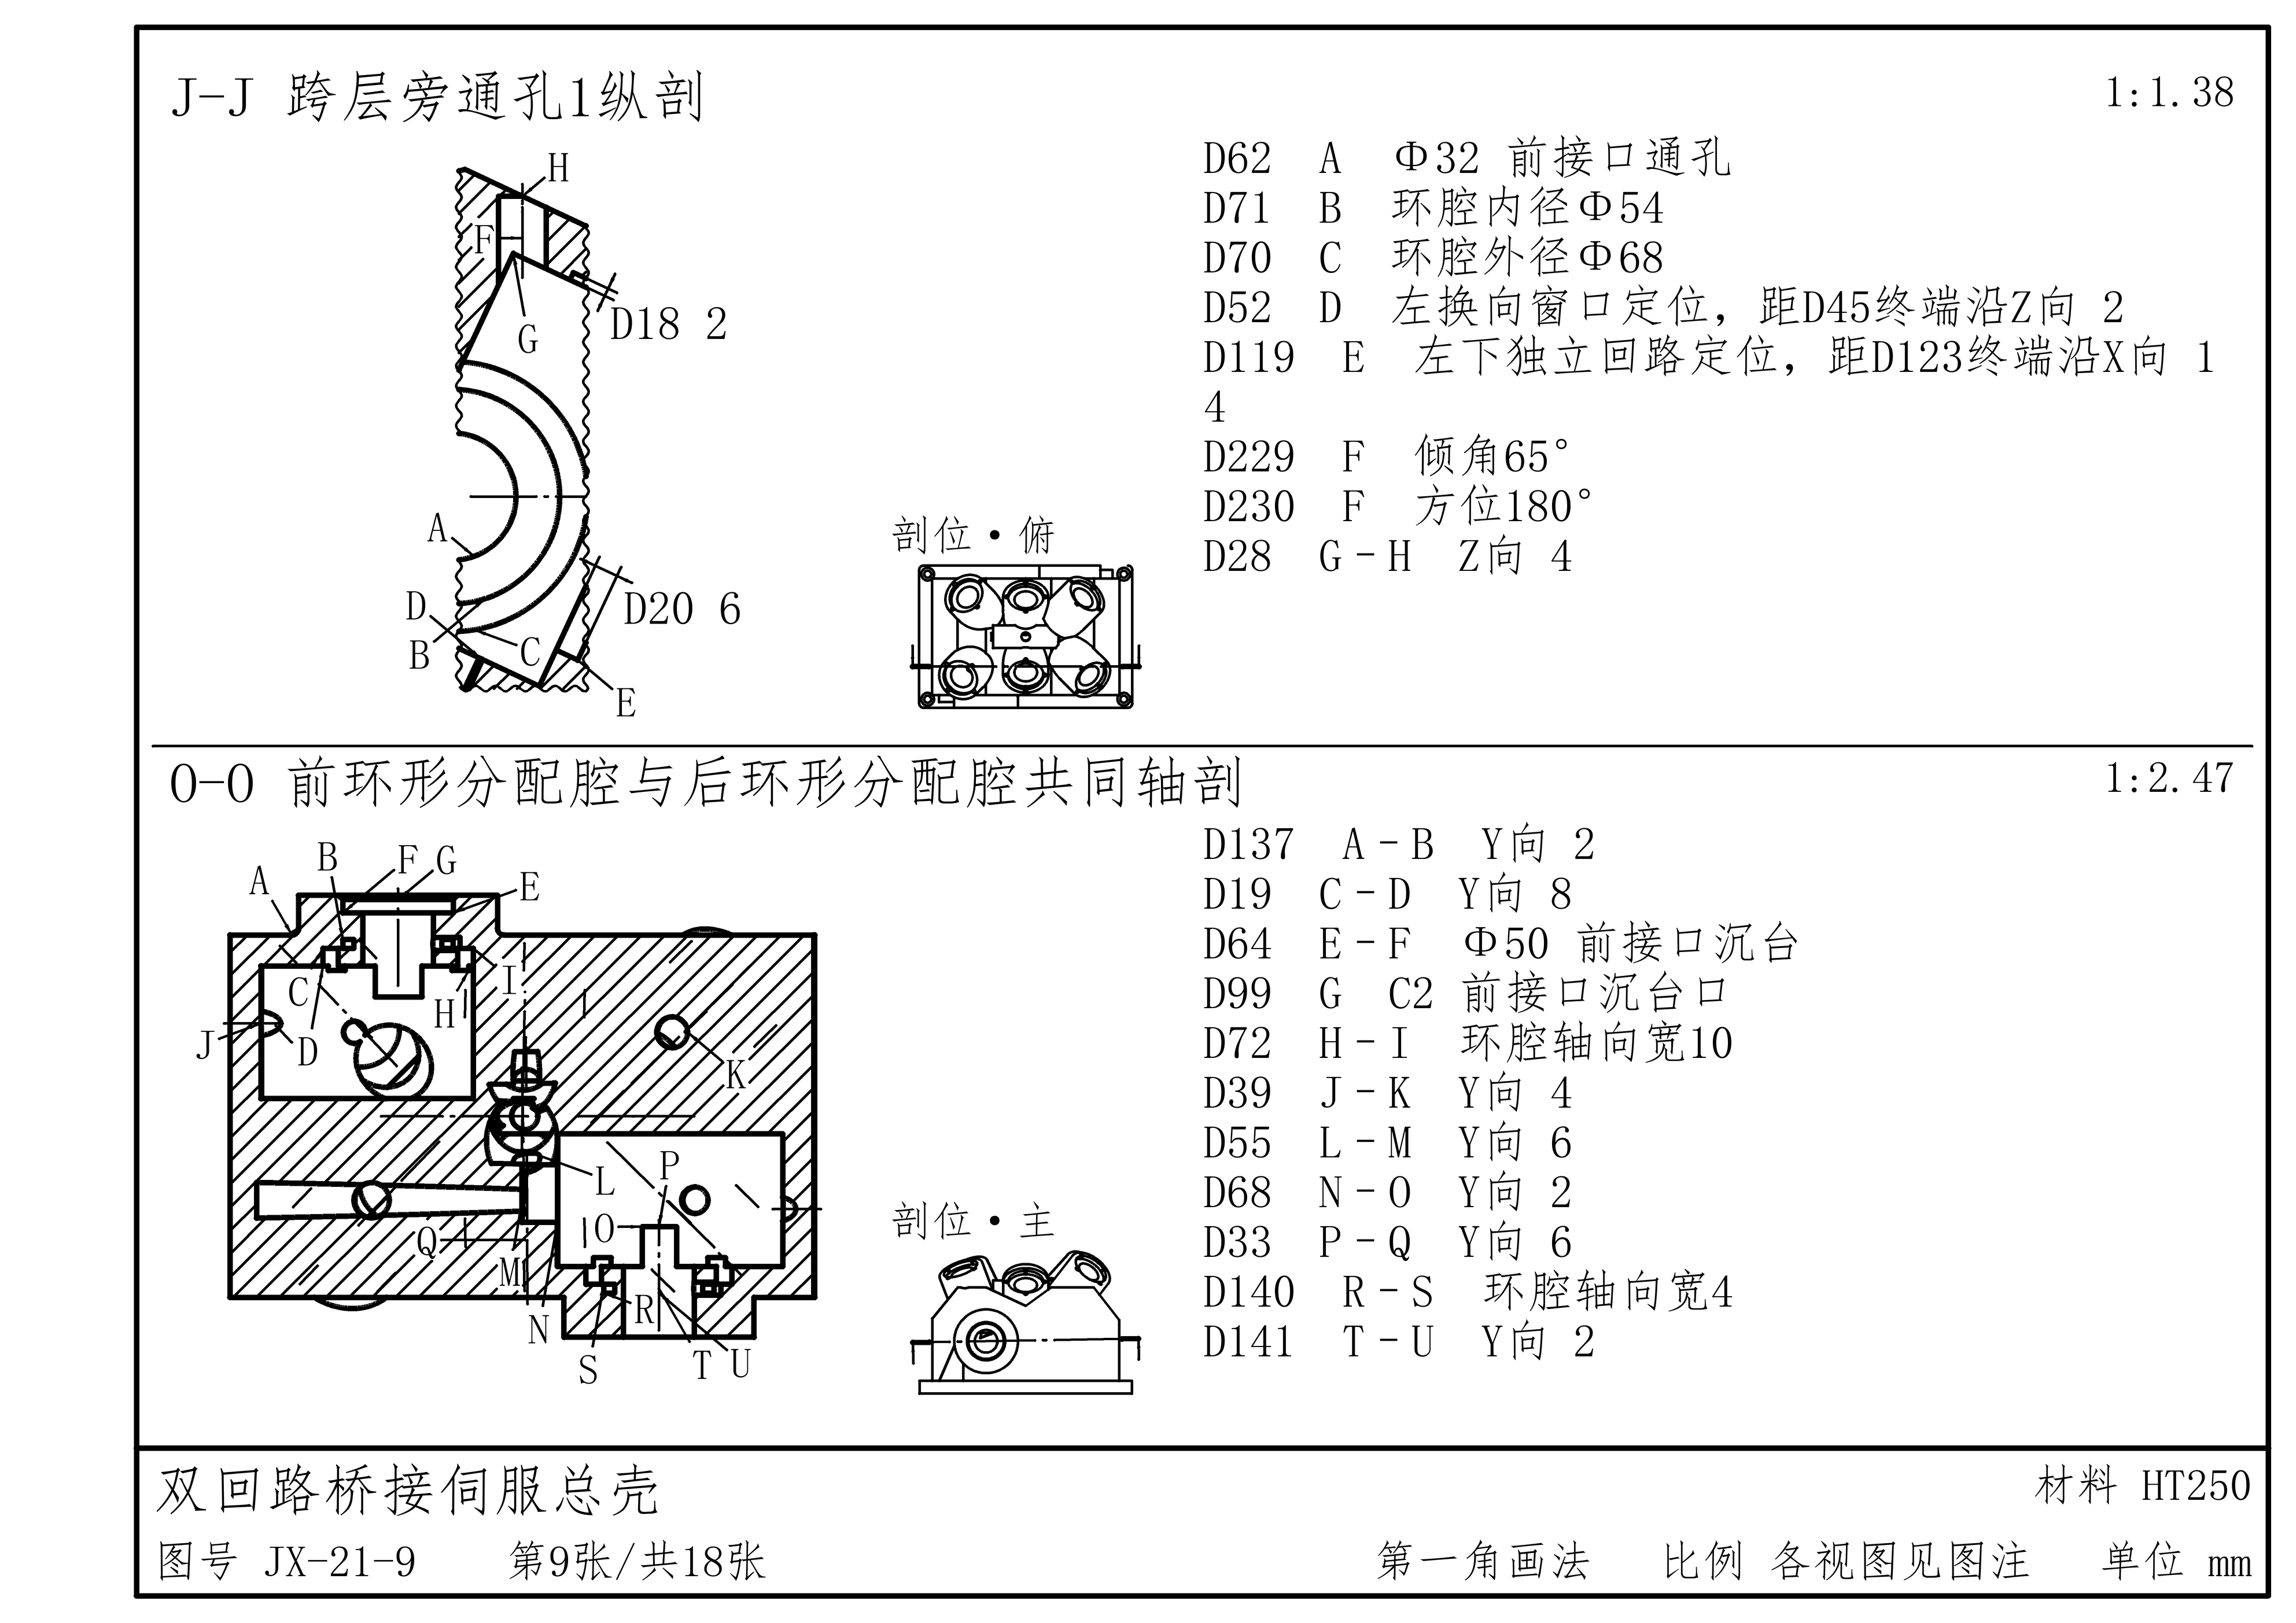 J-J 跨层旁通孔1纵剖
1:1.38
D62 A Φ32 前接口通孔
D71 B 环腔内径Φ54
D70 C 环腔外径Φ68
D52 D 左换向窗口定位, 距D45终端沿Z向 2
D119 E 左下独立回路定位, 距D123终端沿X向 1
4
D229 F 倾角65°
D230 F 方位180°
D28 G-H Z向 4
H
F
G
D18 2
A
D
B
C
D20 6
E
剖位·俯
O-O 前环形分配腔与后环形分配腔共同轴剖
1:2.47
D137 A-B Y向 2
D19 C-D Y向 8
D64 E-F Φ50 前接口沉台
D99 G C2 前接口沉台口
D72 H-I 环腔轴向宽10
D39 J-K Y向 4
D55 L-M Y向 6
D68 N-O Y向 2
D33 P-Q Y向 6
D140 R-S 环腔轴向宽4
D141 T-U Y向 2
A
B
F
G
E
C
I
H
J
D
K
L
P
O
Q
M
R
N
S
T
U
剖位·主
双回路桥接伺服总壳
材料 HT250
图号 JX-21-9 第9张/共18张
第一角画法 比例 各视图见图注 单位 mm